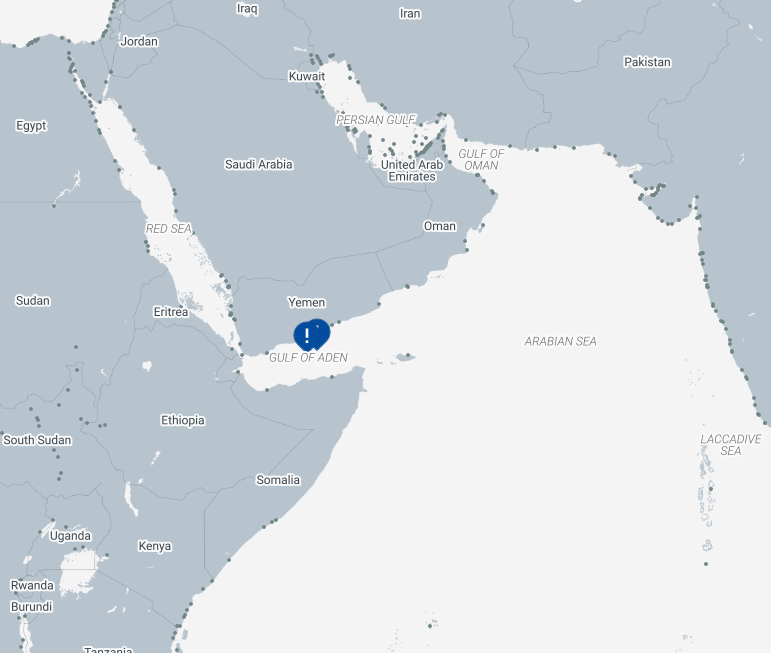 Iraq
Iran
Jordan
Pakistan
Kuwait
PERSIAN GULF
Egypt
GULF OF
OMAN
Saudi Arabia
United Arab
Emirates
RED SEA
Oman
Sudan
Yemen
Eritrea
!
GULF OF ADEN
ARABIAN SEA
Ethiopia
South Sudan
LACCADIVE
SEA
Somalia
Uganda
Kenya
Rwanda
Burundi
Tanzania